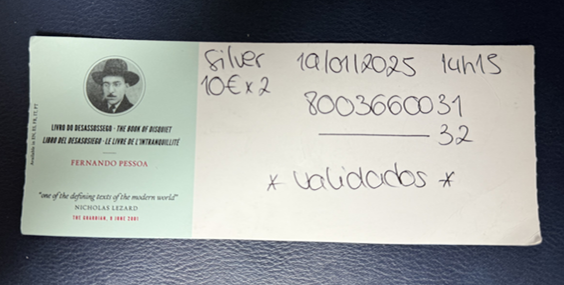 LIVRO DO DESASSOSSEGO · THE BOOK OF DISQUIET
LIBRO DEL DESASOSIEGO · LE LIVRE DE L'INTRANQUILLITÉ
FERNANDO PESSOA
"one of the defining texts of the modern world"
NICHOLAS LEZARD
THE GUARDIAN, 9 JUNE 2001
Silver 19/01/2025 14h15
10€ x 2
8003660031
32
* validados *